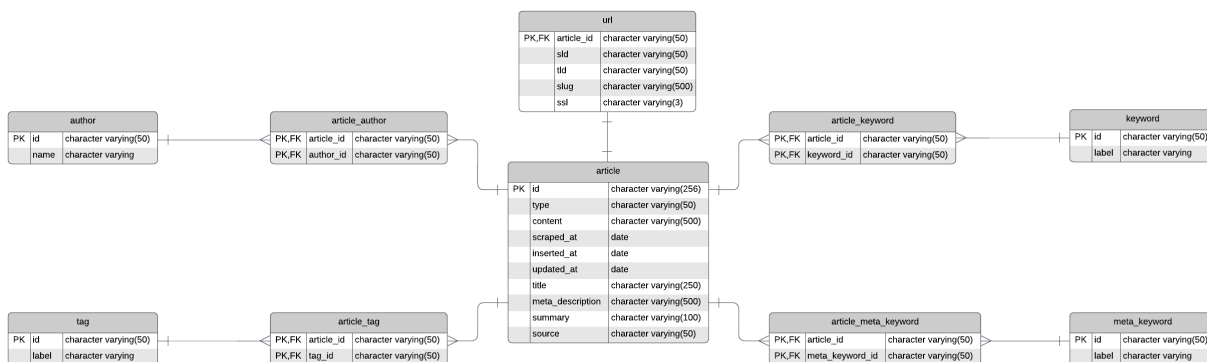 url
PK,FK article_id character varying(50)
sld character varying(50)
tld character varying(50)
slug character varying(500)
ssl character varying(3)
author
PK id character varying(50)
name character varying
article_author
PK,FK article_id character varying(50)
PK,FK author_id character varying(50)
article_keyword
PK,FK article_id character varying(50)
PK,FK keyword_id character varying(50)
keyword
PK id character varying(50)
label character varying
article
PK id character varying(256)
type character varying(50)
content character varying(500)
scraped_at date
inserted_at date
updated_at date
title character varying(250)
meta_description character varying(500)
summary character varying(100)
source character varying(50)
tag
PK id character varying(50)
label character varying
article_tag
PK,FK article_id character varying(50)
PK,FK tag_id character varying(50)
article_meta_keyword
PK,FK article_id character varying(50)
PK,FK meta_keyword_id character varying(50)
meta_keyword
PK id character varying(50)
label character varying